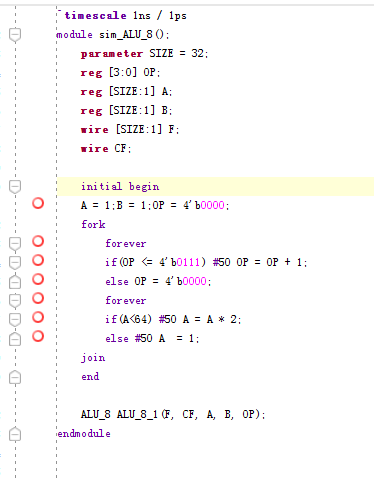 `timescale 1ns / 1ps
module sim_ALU_8();
parameter SIZE = 32;
reg [3:0] OP;
reg [SIZE:1] A;
reg [SIZE:1] B;
wire [SIZE:1] F;
wire CF;
initial begin
A = 1;B = 1;OP = 4'b0000;
fork
forever
if(OP <= 4'b0111) #50 OP = OP + 1;
else OP = 4'b0000;
forever
if(A<64) #50 A = A * 2;
else #50 A = 1;
join
end
ALU_8 ALU_8_1(F, CF, A, B, OP);
endmodule